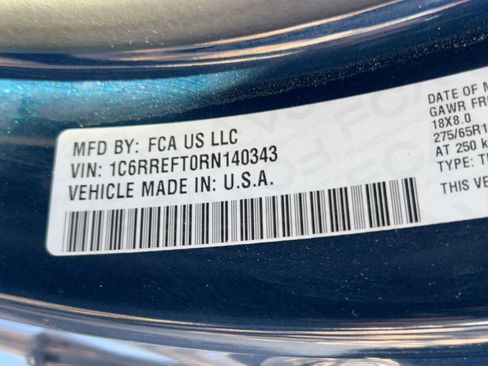 MFD BY: FCA US LLC
VIN: 1C6RREFT0RN140343
VEHICLE MADE IN: U.S.A.
DATE OF M
GAWR FR
18X8.0
275/65R1
AT 250 k
TYPE: T
THIS VE